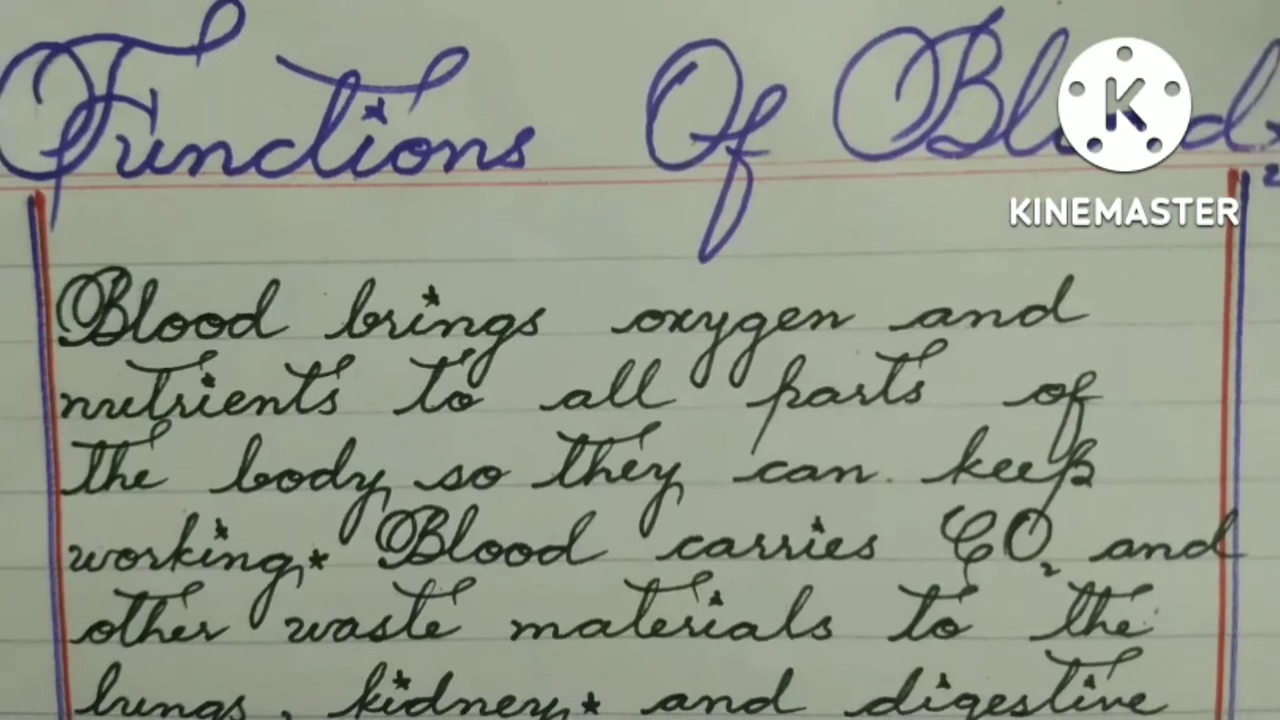 Functions Of Blood
K
KINEMASTER
Blood brings oxygen and
nutrients to all parts of
the body, so they can keep
working. Blood carries CO₂ and
other waste materials to the
lungs, kidney, and digestive